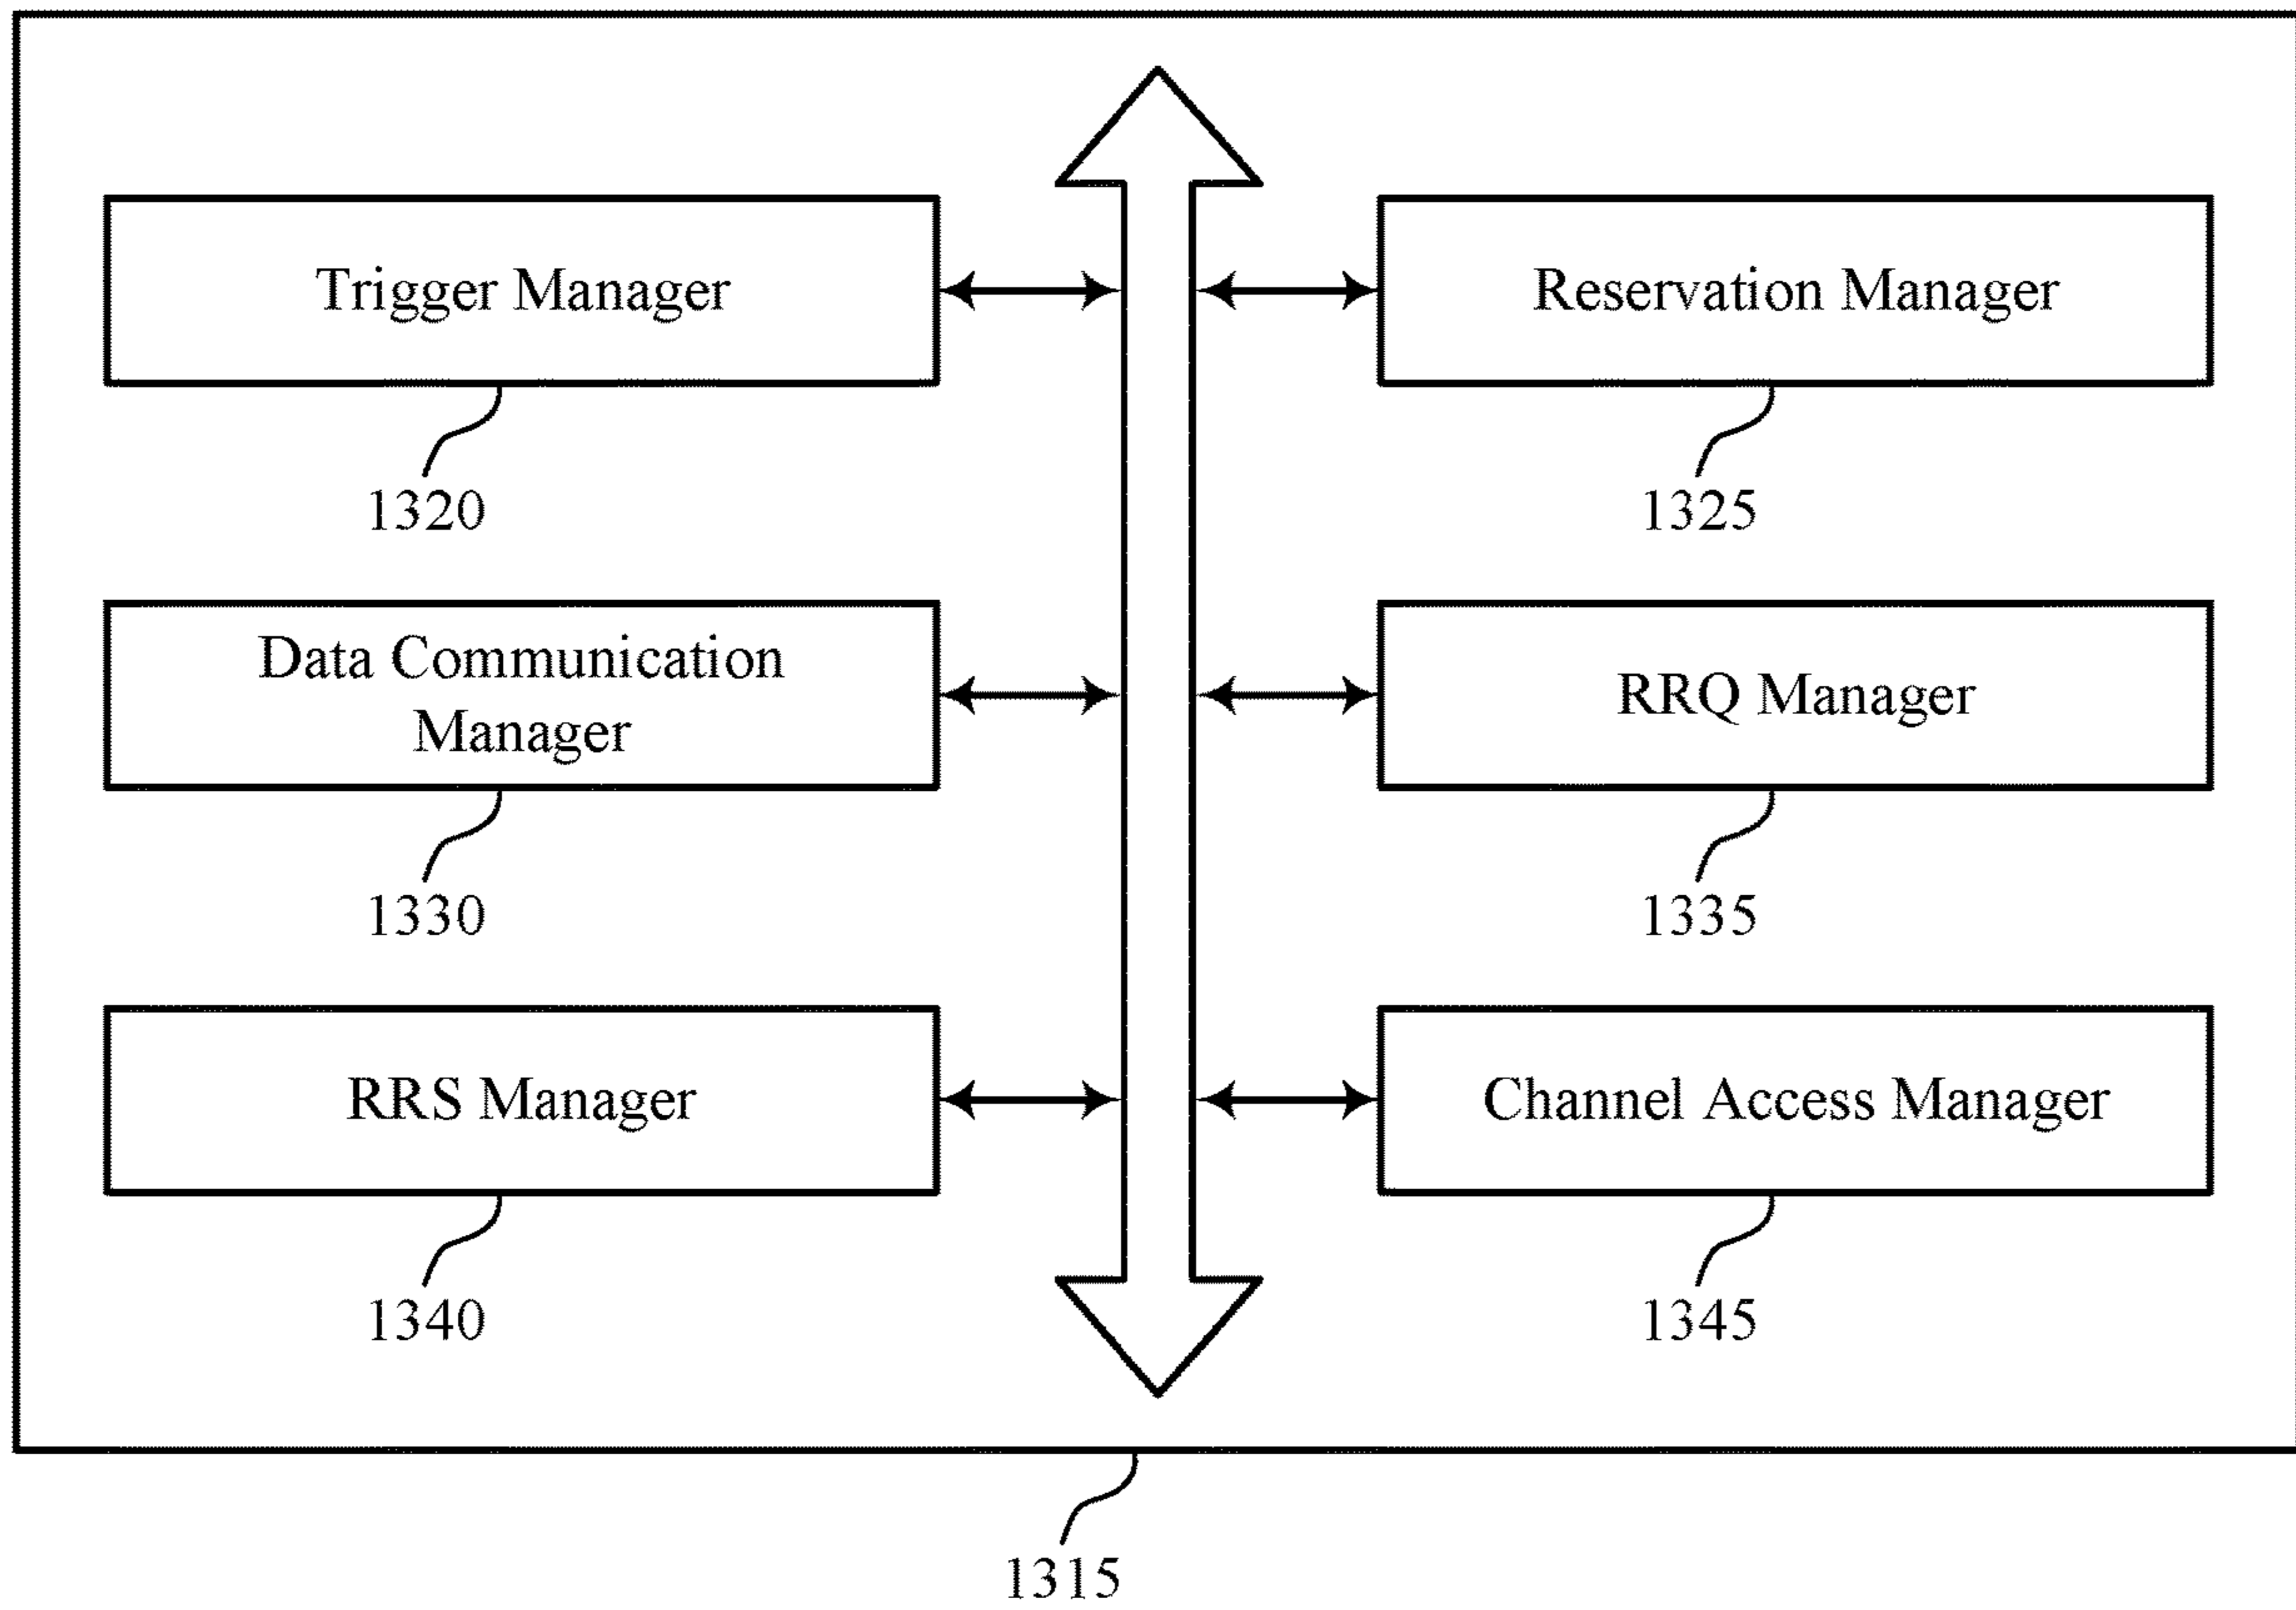 Trigger Manager
Reservation Manager
1320
1325
Data Communication
Manager
RRQ Manager
1330
1335
RRS Manager
Channel Access Manager
1340
1345
1315